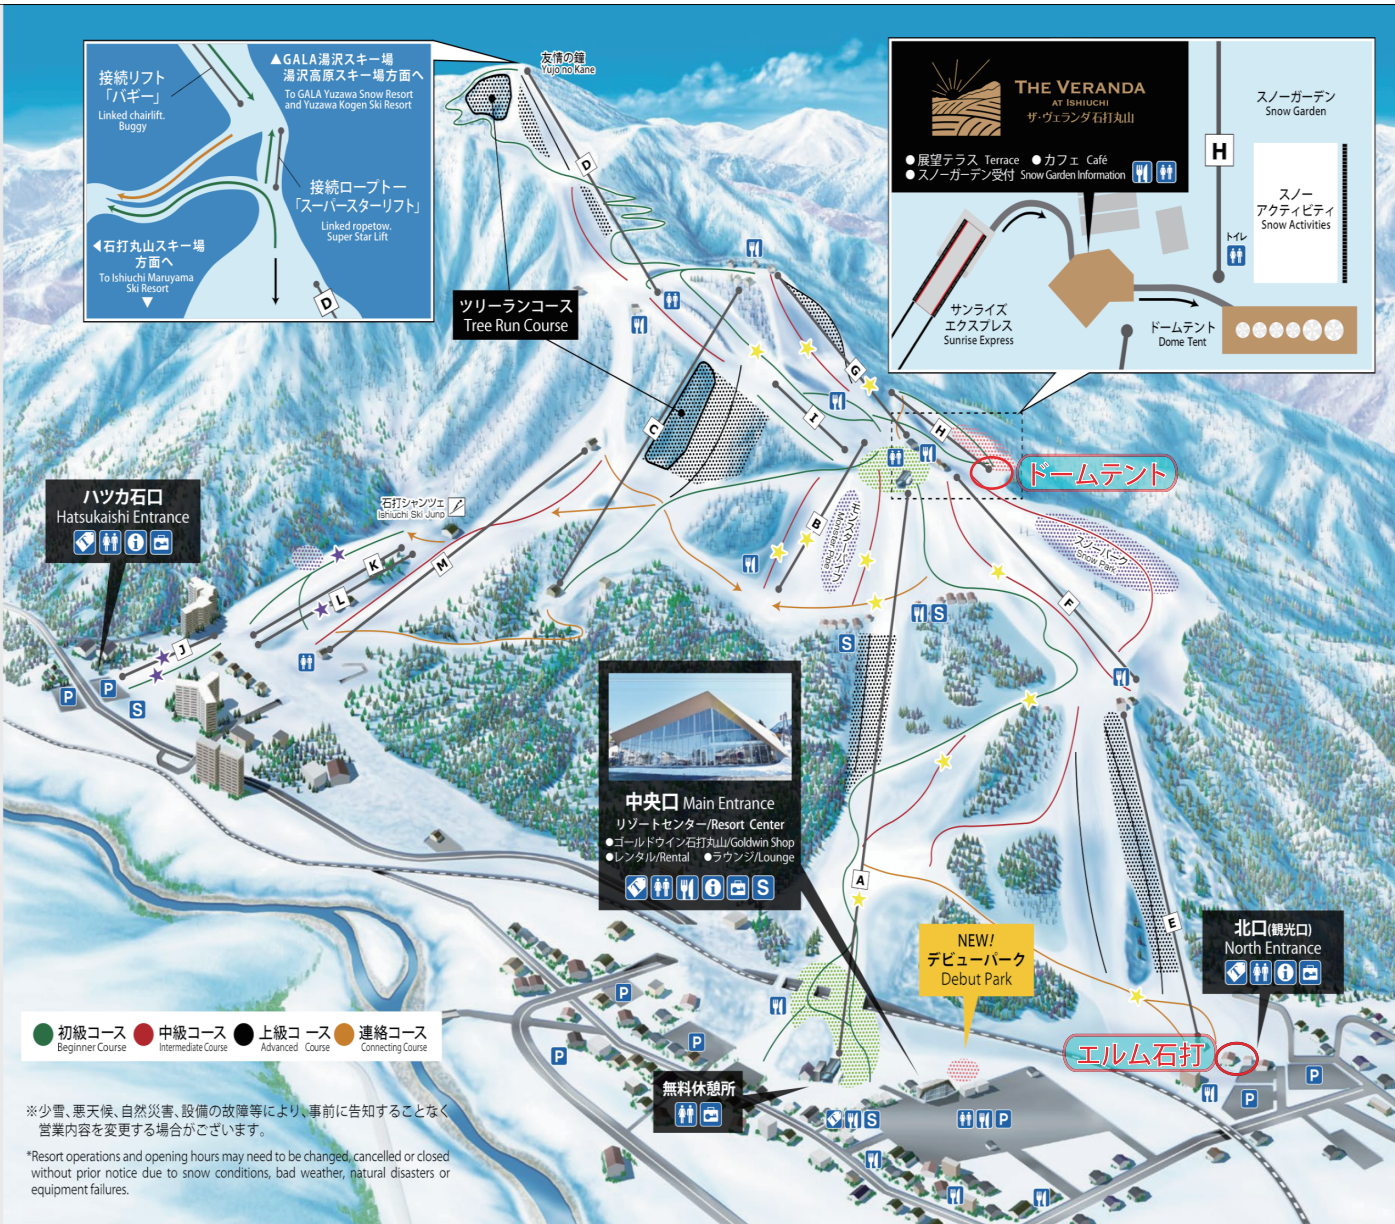 接続リフト
「バギー」
Linked chairlift.
Buggy
▲GALA湯沢スキー場
湯沢高原スキー場方面へ
To GALA Yuzawa Snow Resort
and Yuzawa Kogen Ski Resort
接続ロープトー
「スーパースターリフト」
Linked ropetow.
Super Star Lift
◀石打丸山スキー場
方面へ
To Ishiuchi Maruyama
Ski Resort
▼
D
友情の鐘
Yujo no Kane
D
THE VERANDA
AT ISHIUCHI
ザ・ヴェランダ石打丸山
●展望テラス Terrace ●カフェ Café
●スノーガーデン受付 Snow Garden Information
H
スノーガーデン
Snow Garden
スノー
アクティビティ
Snow Activities
トイレ
サンライズ
エクスプレス
Sunrise Express
ドームテント
Dome Tent
ツリーランコース
Tree Run Course
C
G
I
H
ドームテント
ハツカ石口
Hatsukaishi Entrance
石打シャンツェ
Ishiuchi Ski Junp
B
モンスターパイプ
Monster Pipe
スノーパーク
Snow Park
K
M
L
J
F
P
P
S
S
S
中央口 Main Entrance
リゾートセンター/Resort Center
●ゴールドウイン石打丸山/Goldwin Shop
●レンタル/Rental ●ラウンジ/Lounge
S
A
E
NEW!
デビューパーク
Debut Park
北口(観光口)
North Entrance
エルム石打
初級コース
Beginner Course
中級コース
Intermediate Course
上級コース
Advanced Course
連絡コース
Connecting Course
P
P
P
無料休憩所
S
P
P
P
※少雪、悪天候、自然災害、設備の故障等により、事前に告知することなく
営業内容を変更する場合がございます。
*Resort operations and opening hours may need to be changed, cancelled or closed
without prior notice due to snow conditions, bad weather, natural disasters or
equipment failures.